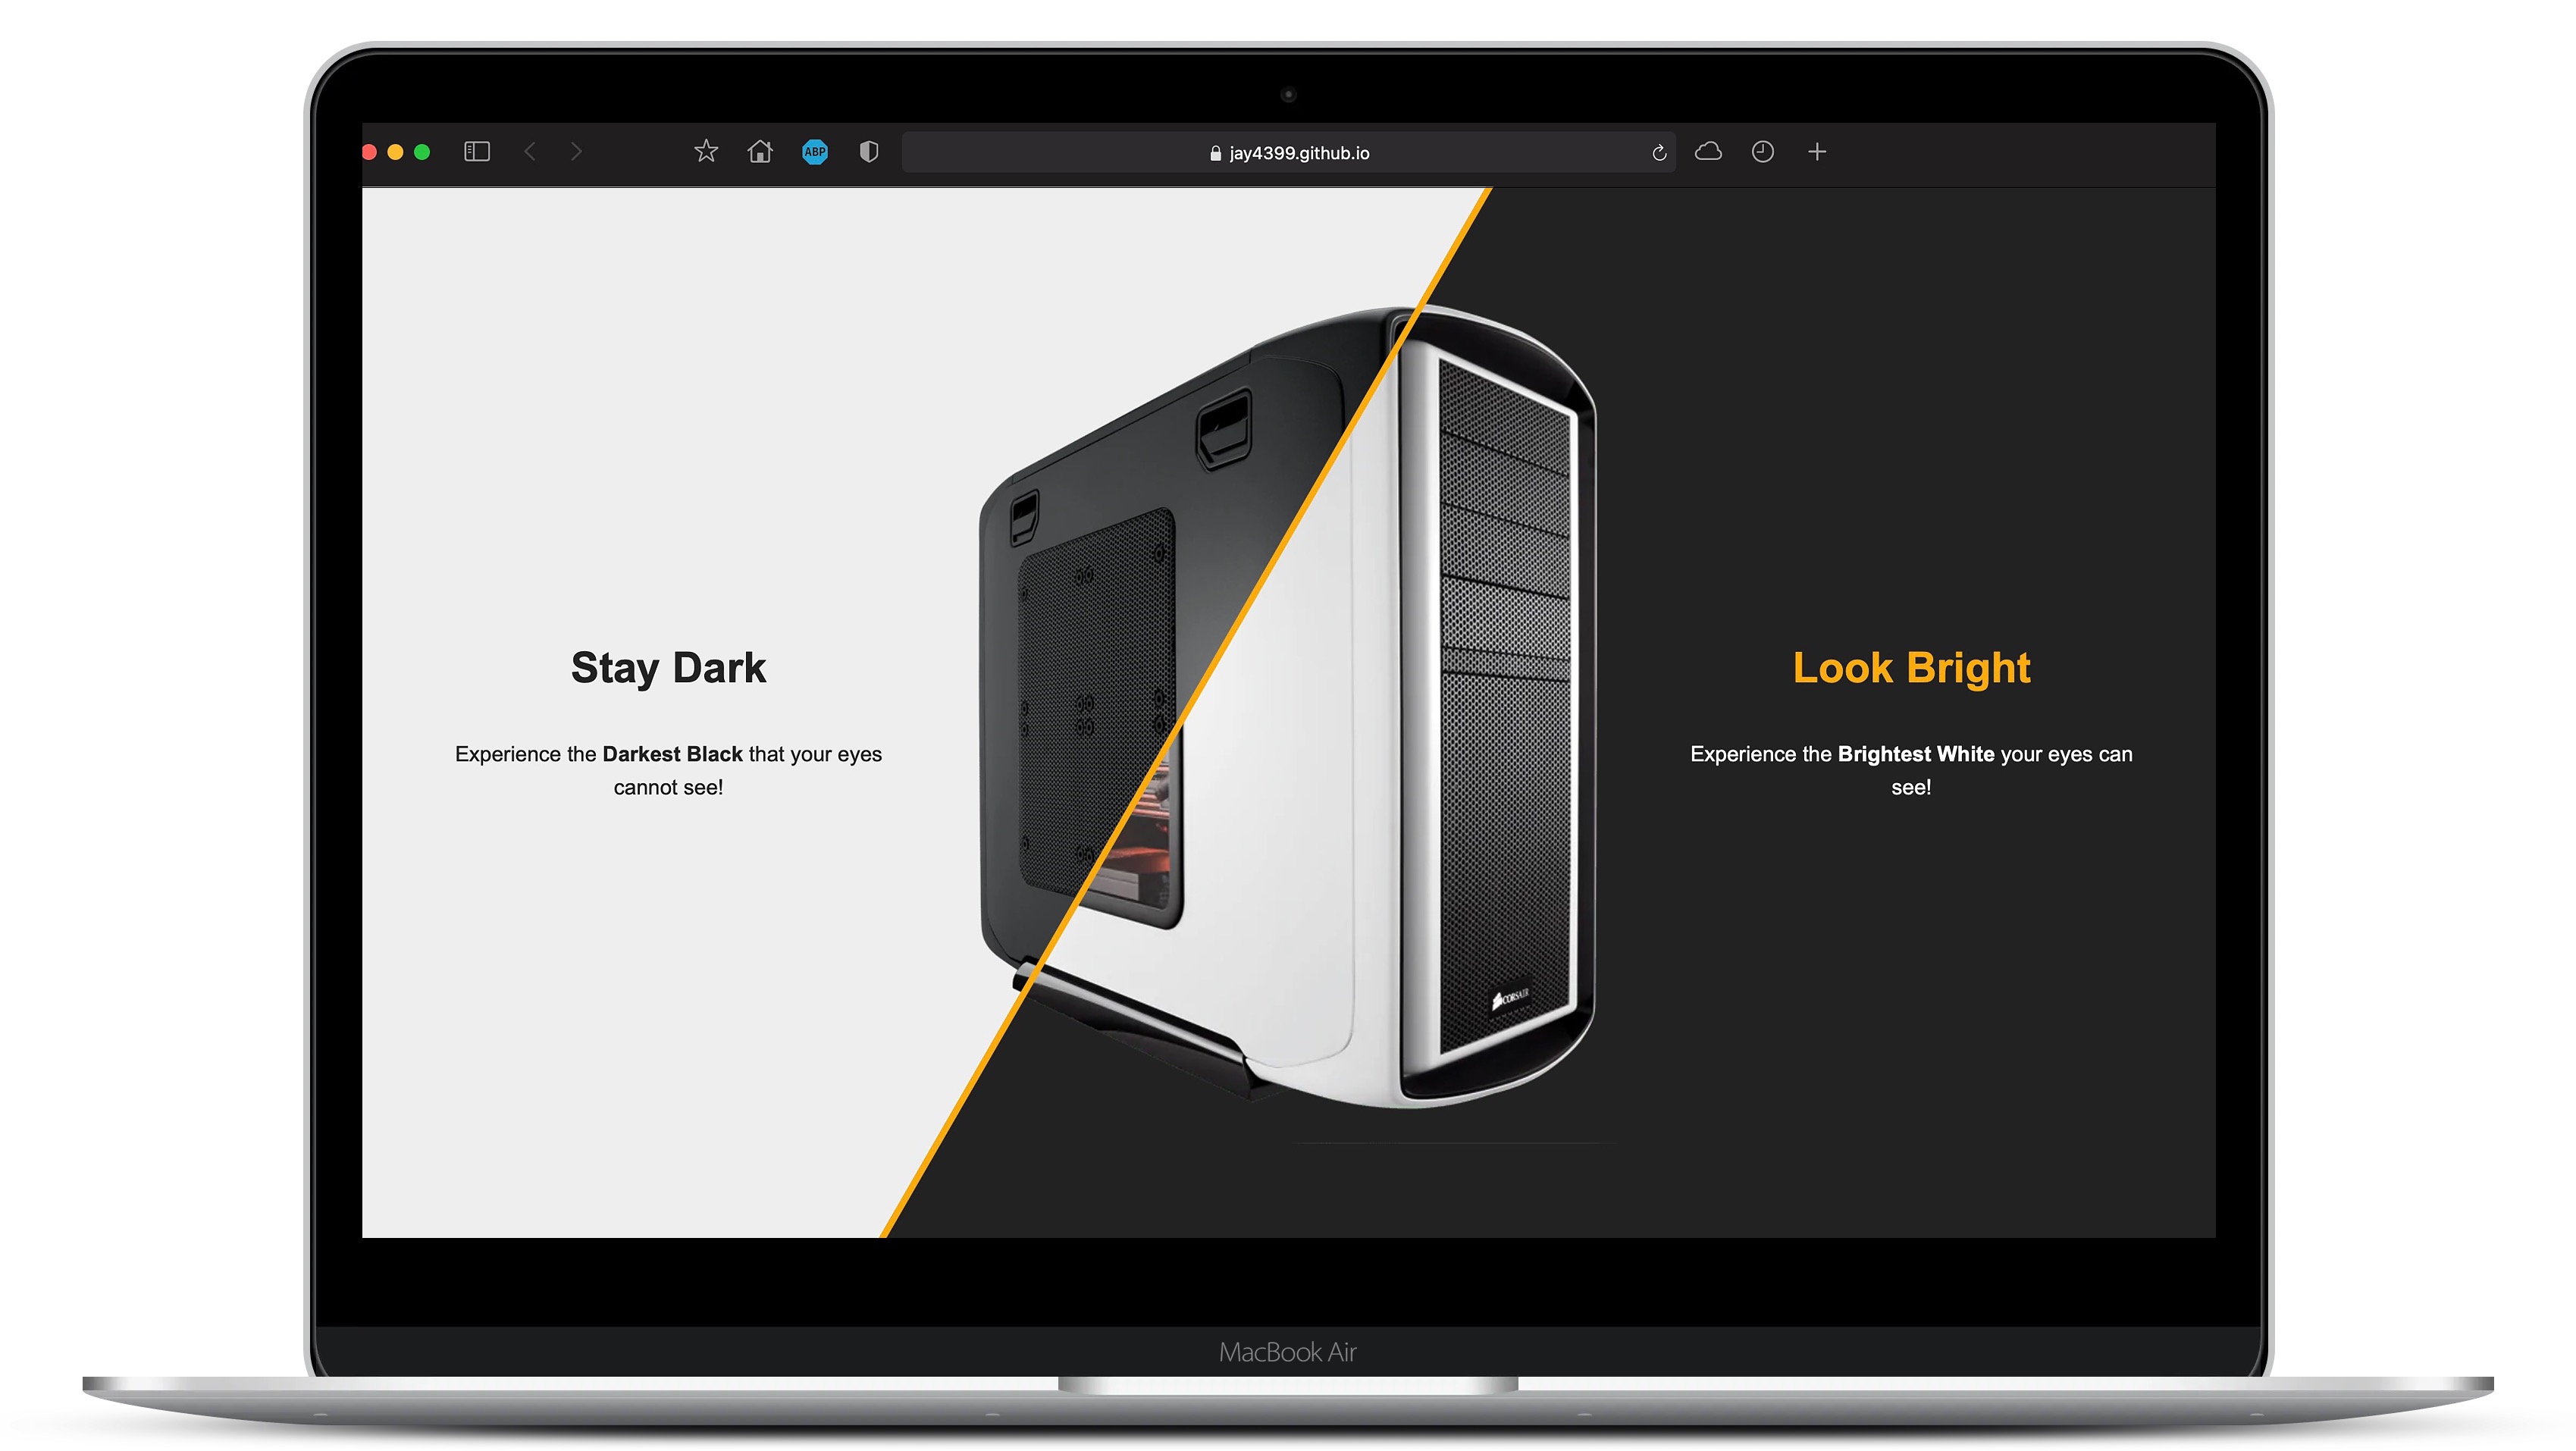 ABP
jay4399.github.io
Stay Dark
Experience the Darkest Black that your eyes
cannot see!
Look Bright
Experience the Brightest White your eyes can
see!
CORSAIR
MacBook Air